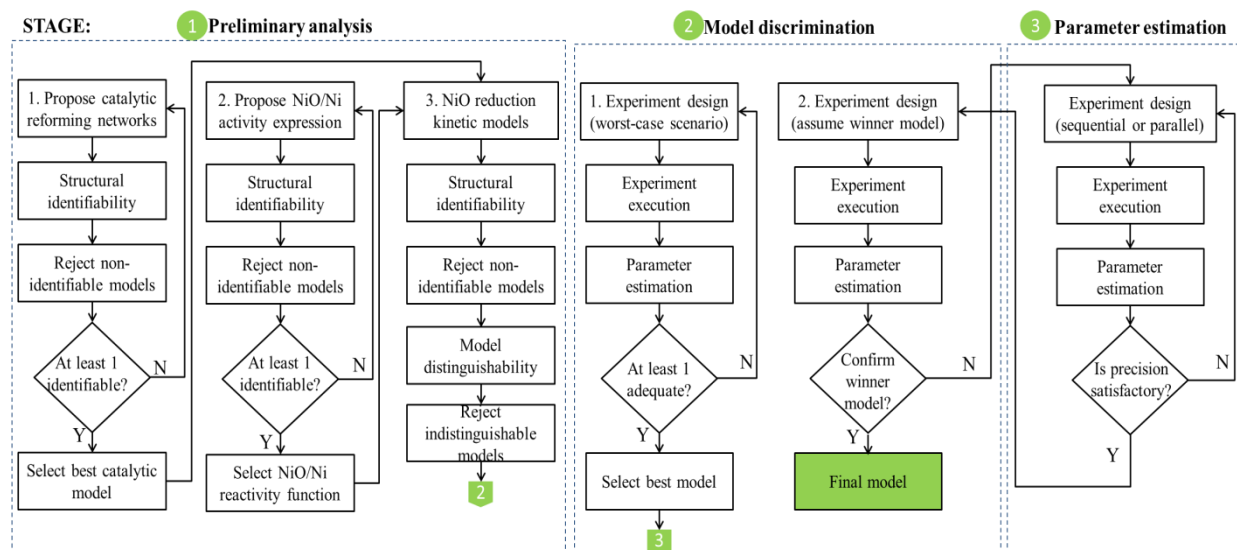 STAGE:
1 Preliminary analysis
2 Model discrimination
3 Parameter estimation
1. Propose catalytic
reforming networks
Structural
identifiability
Reject non-
identifiable models
At least 1
identifiable?
N
Y
Select best catalytic
model
2. Propose NiO/Ni
activity expression
Structural
identifiability
Reject non-
identifiable models
At least 1
identifiable?
N
Y
Select NiO/Ni
reactivity function
3. NiO reduction
kinetic models
Structural
identifiability
Reject non-
identifiable models
Model
distinguishability
Reject
indistinguishable
models
2
1. Experiment design
(worst-case scenario)
Experiment
execution
Parameter
estimation
At least 1
adequate?
N
Y
Select best model
3
2. Experiment design
(assume winner model)
Experiment
execution
Parameter
estimation
Confirm
winner
model?
N
Y
Final model
Experiment design
(sequential or parallel)
Experiment
execution
Parameter
estimation
Is precision
satisfactory?
N
Y